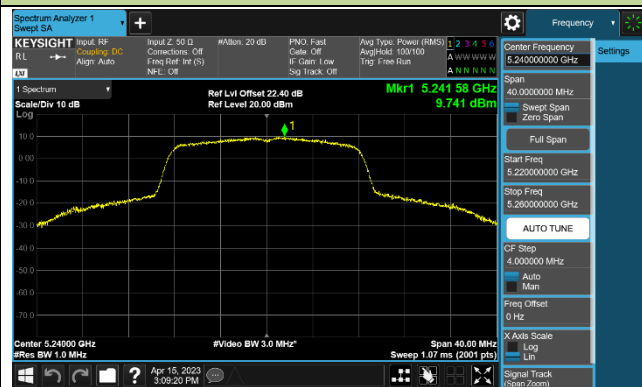 Spectrum Analyzer 1
Swept SA
+
Frequency
KEYSIGHT
RL
LXI
Input: RF
Coupling: DC
Align: Auto
Input Z: 50 Ω
Corrections: Off
Freq Ref: Int (S)
NFE: Off
#Atten: 20 dB
PNO: Fast
Gate: Off
IF Gain: Low
Sig Track: Off
Avg Type: Power (RMS)
Avg|Hold: 100/100
Trig: Free Run
1 2 3 4 5 6
A W W W W W
A N N N N N
1 Spectrum
Scale/Div 10 dB
Log
Ref Lvl Offset 22.40 dB
Ref Level 20.00 dBm
Mkr1 5.241 58 GHz
9.741 dBm
1
10.0
0.00
-10.0
-20.0
-30.0
-40.0
-50.0
-60.0
-70.0
Center 5.24000 GHz
#Res BW 1.0 MHz
#Video BW 3.0 MHz*
Span 40.00 MHz
Sweep 1.07 ms (2001 pts)
Apr 15, 2023
3:09:20 PM
Center Frequency
5.240000000 GHz
Settings
Span
40.0000000 MHz
Swept Span
Zero Span
Full Span
Start Freq
5.220000000 GHz
Stop Freq
5.260000000 GHz
AUTO TUNE
CF Step
4.000000 MHz
Auto
Man
Freq Offset
0 Hz
X Axis Scale
Log
Lin
Signal Track
(Span Zoom)